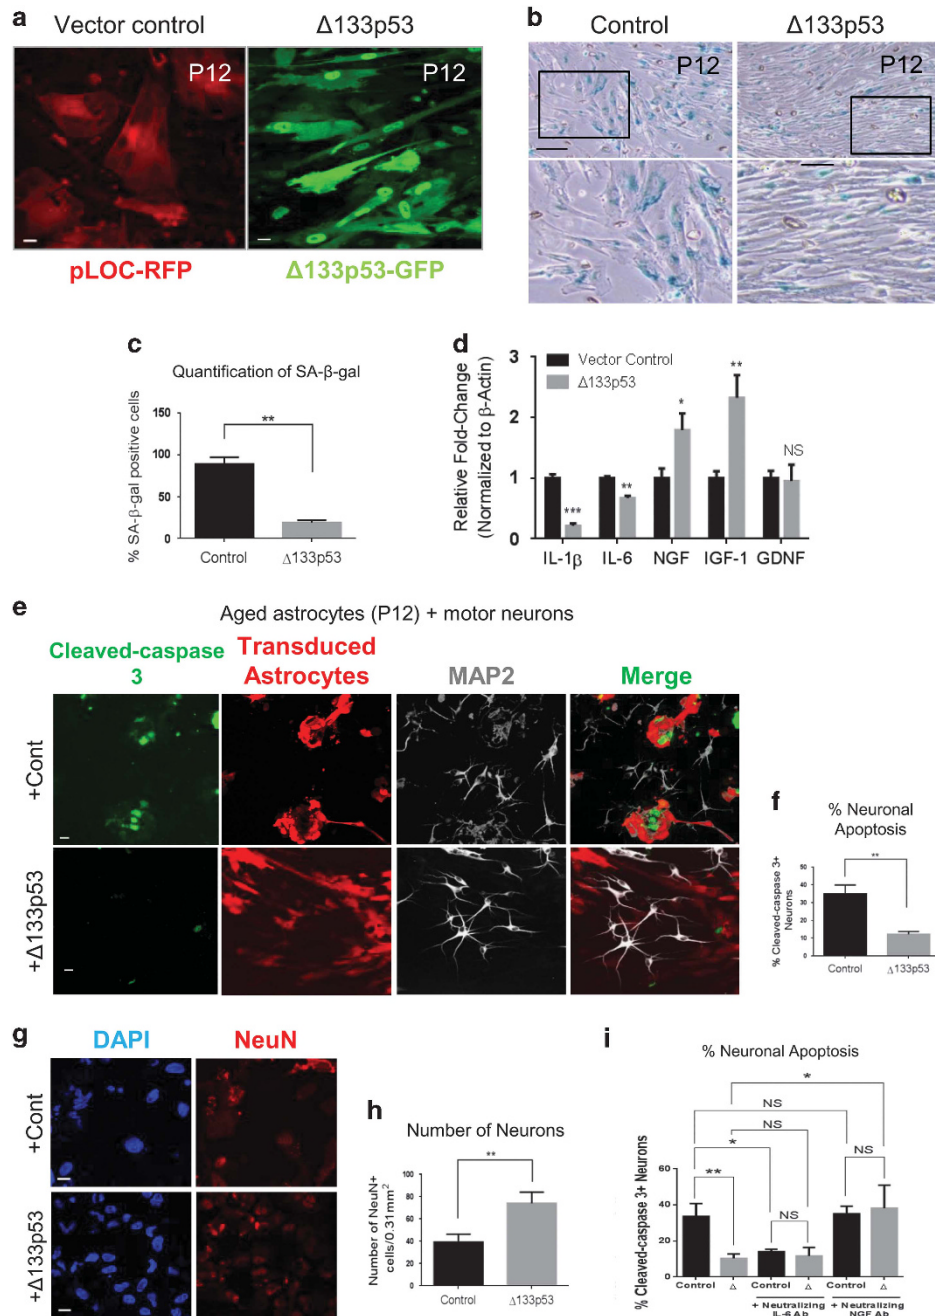 a
Vector control
Δ133p53
P12
P12
pLOC-RFP
Δ133p53-GFP
b
Control
Δ133p53
P12
P12
c
Quantification of SA-β-gal
% SA-β-gal positive cells
150
100
50
0
**
Control
Δ133p53
d
Relative Fold-Change
(Normalized to β-Actin)
3
2
1
0
Vector Control
Δ133p53
***
**
*
**
NS
IL-1β
IL-6
NGF
IGF-1
GDNF
e
Aged astrocytes (P12) + motor neurons
Cleaved-caspase
3
Transduced
Astrocytes
MAP2
Merge
+Cont
+Δ133p53
f
% Neuronal
Apoptosis
% Cleaved-caspase 3+
Neurons
50
40
30
20
10
0
**
Control
Δ133p53
g
DAPI
NeuN
+Cont
+Δ133p53
h
Number of Neurons
Number of NeuN+
cells/0.31mm²
100
80
60
40
20
0
**
Control
Δ133p53
i
% Neuronal Apoptosis
% Cleaved-caspase 3+ Neurons
60
40
20
0
*
NS
NS
*
**
NS
NS
Control
Δ
Control
Δ
Control
Δ
+ Neutralizing
IL-6 Ab
+ Neutralizing
NGF Ab